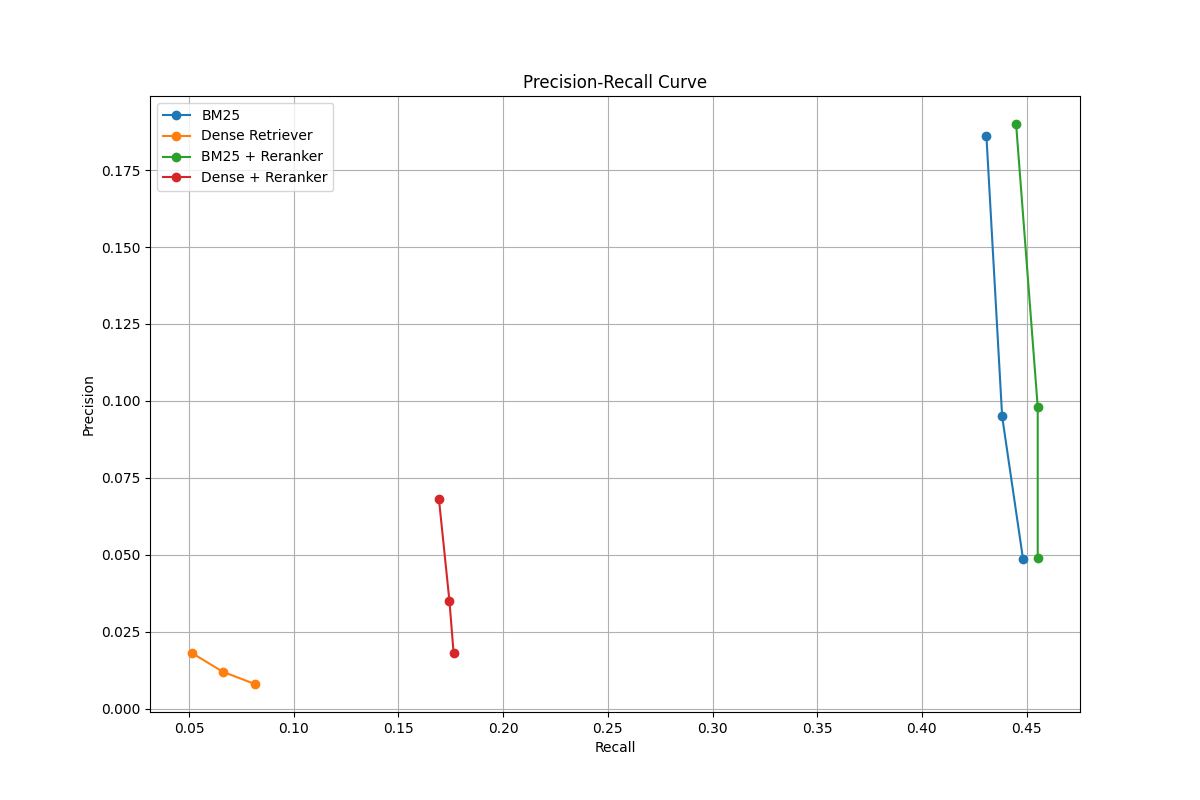 Precision-Recall Curve
BM25
Dense Retriever
BM25 + Reranker
Dense + Reranker
Precision
0.175
0.150
0.125
0.100
0.075
0.050
0.025
0.000
0.05 0.10 0.15 0.20 0.25 0.30 0.35 0.40 0.45
Recall